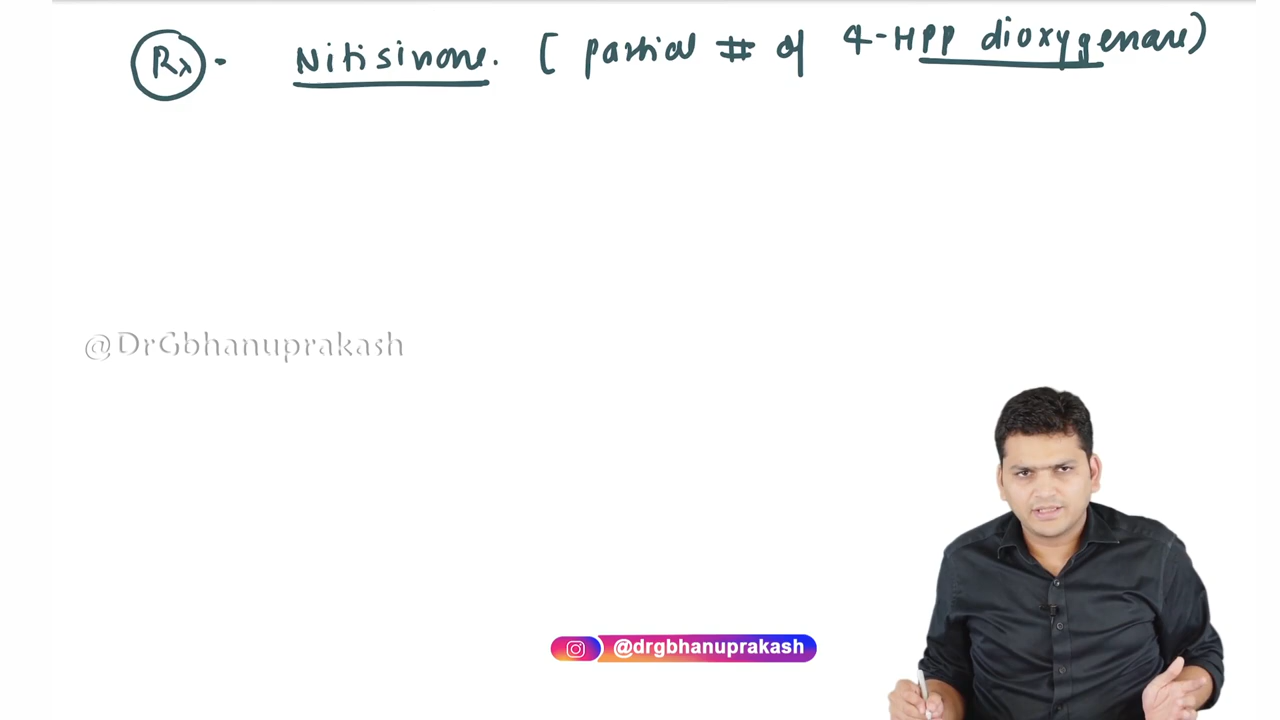 Rx - Nitisinone. [ partial # of 4-HPP dioxygenase)
@DrGbhanuprakash
@drgbhanuprakash